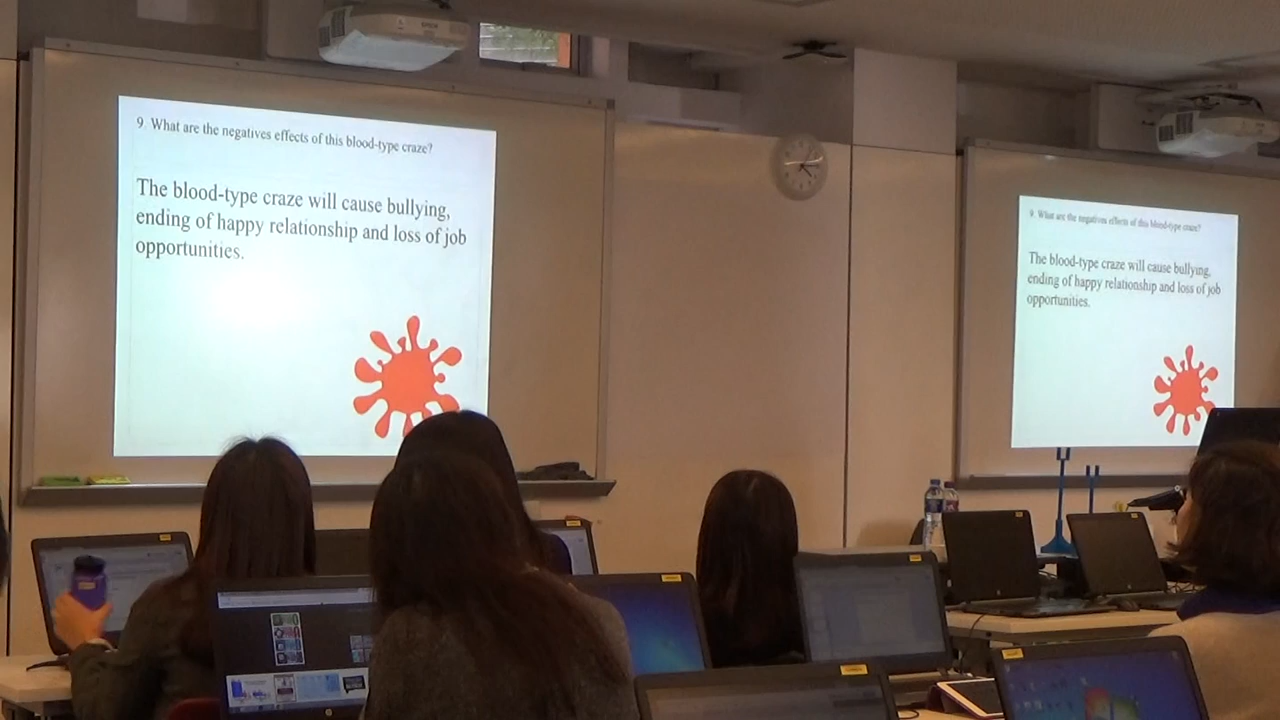 9. What are the negatives effects of this blood-type craze?
The blood-type craze will cause bullying,
ending of happy relationship and loss of job
opportunities.
9. What are the negatives effects of this blood-type craze?
The blood-type craze will cause bullying,
ending of happy relationship and loss of job
opportunities.